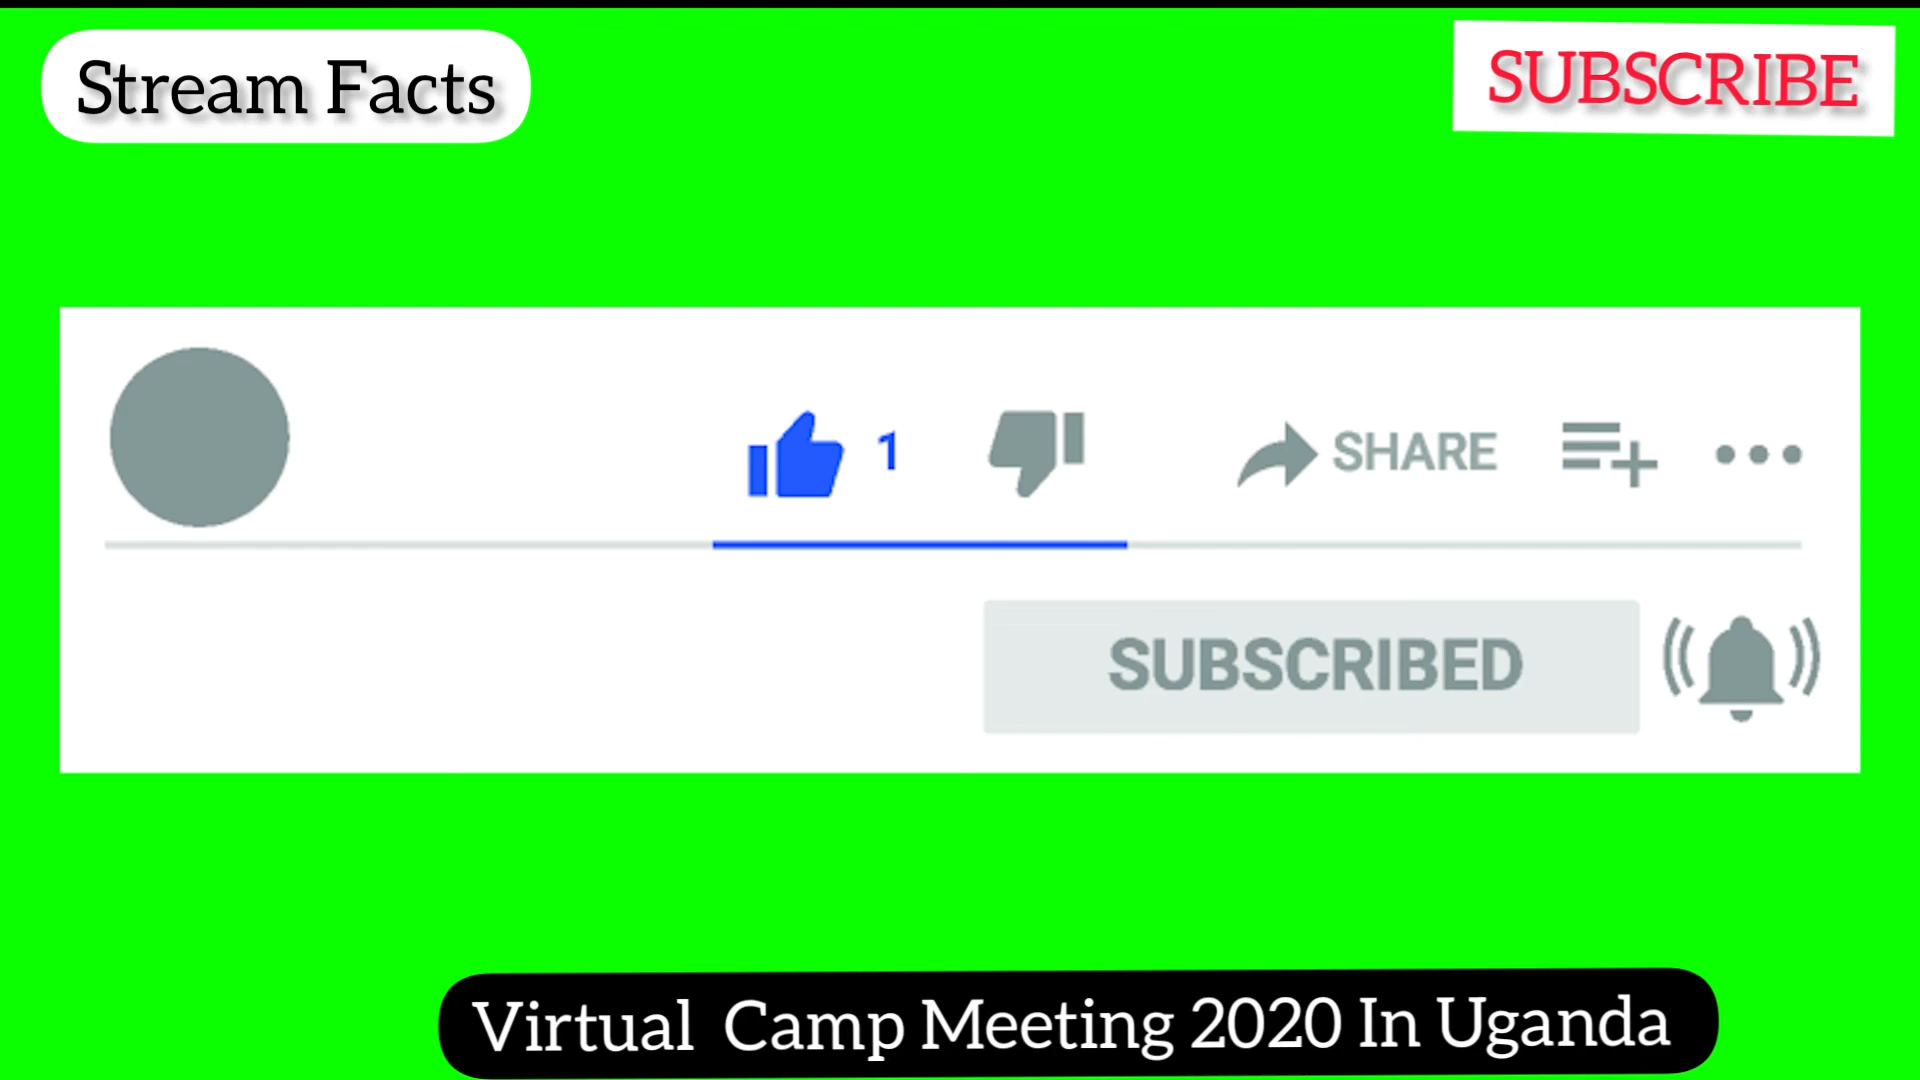 Stream Facts
SUBSCRIBE
1
SHARE
SUBSCRIBED
Virtual Camp Meeting 2020 In Uganda